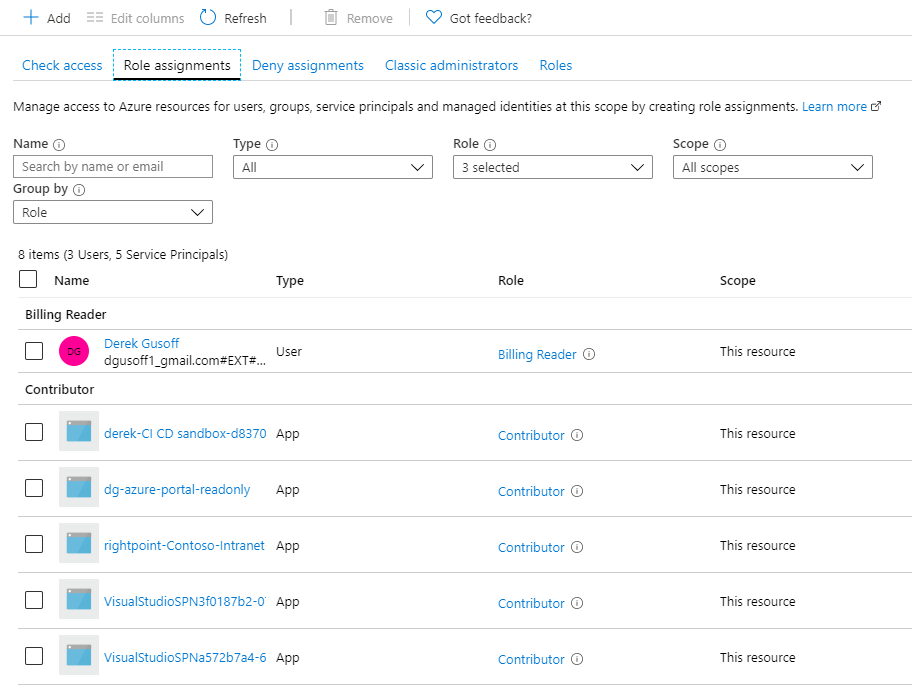 Add Edit columns Refresh Remove Got feedback?
Check access Role assignments Deny assignments Classic administrators Roles
Manage access to Azure resources for users, groups, service principals and managed identities at this scope by creating role assignments. Learn more
Name Type Role Scope
Search by name or email All 3 selected All scopes
Group by
Role
8 items (3 Users, 5 Service Principals)
Name Type Role Scope
Billing Reader
DG Derek Gusoff User Billing Reader This resource
dgusoff1_gmail.com#EXT#...
Contributor
derek-CI CD sandbox-d8370 App Contributor This resource
dg-azure-portal-readonly App Contributor This resource
rightpoint-Contoso-Intranet App Contributor This resource
VisualStudioSPN3f0187b2-0 App Contributor This resource
VisualStudioSPNa572b7a4-6 App Contributor This resource